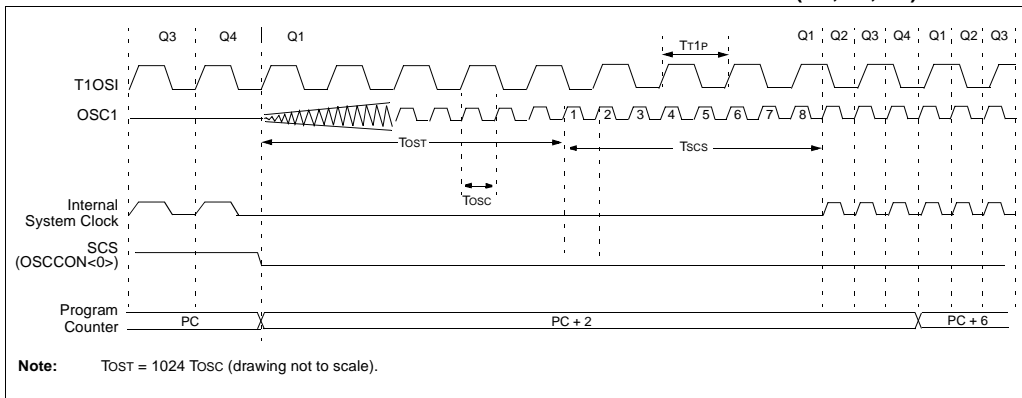 Q3 Q4 Q1 Q1 Q2 Q3 Q4 Q1 Q2 Q3
TT1P
T1OSI
OSC1
1 2 3 4 5 6 7 8
TOST
TSCS
TOSC
Internal
System Clock
SCS
(OSCCON<0>)
Program
Counter
PC PC + 2 PC + 6
Note: TOST = 1024 TOSC (drawing not to scale).